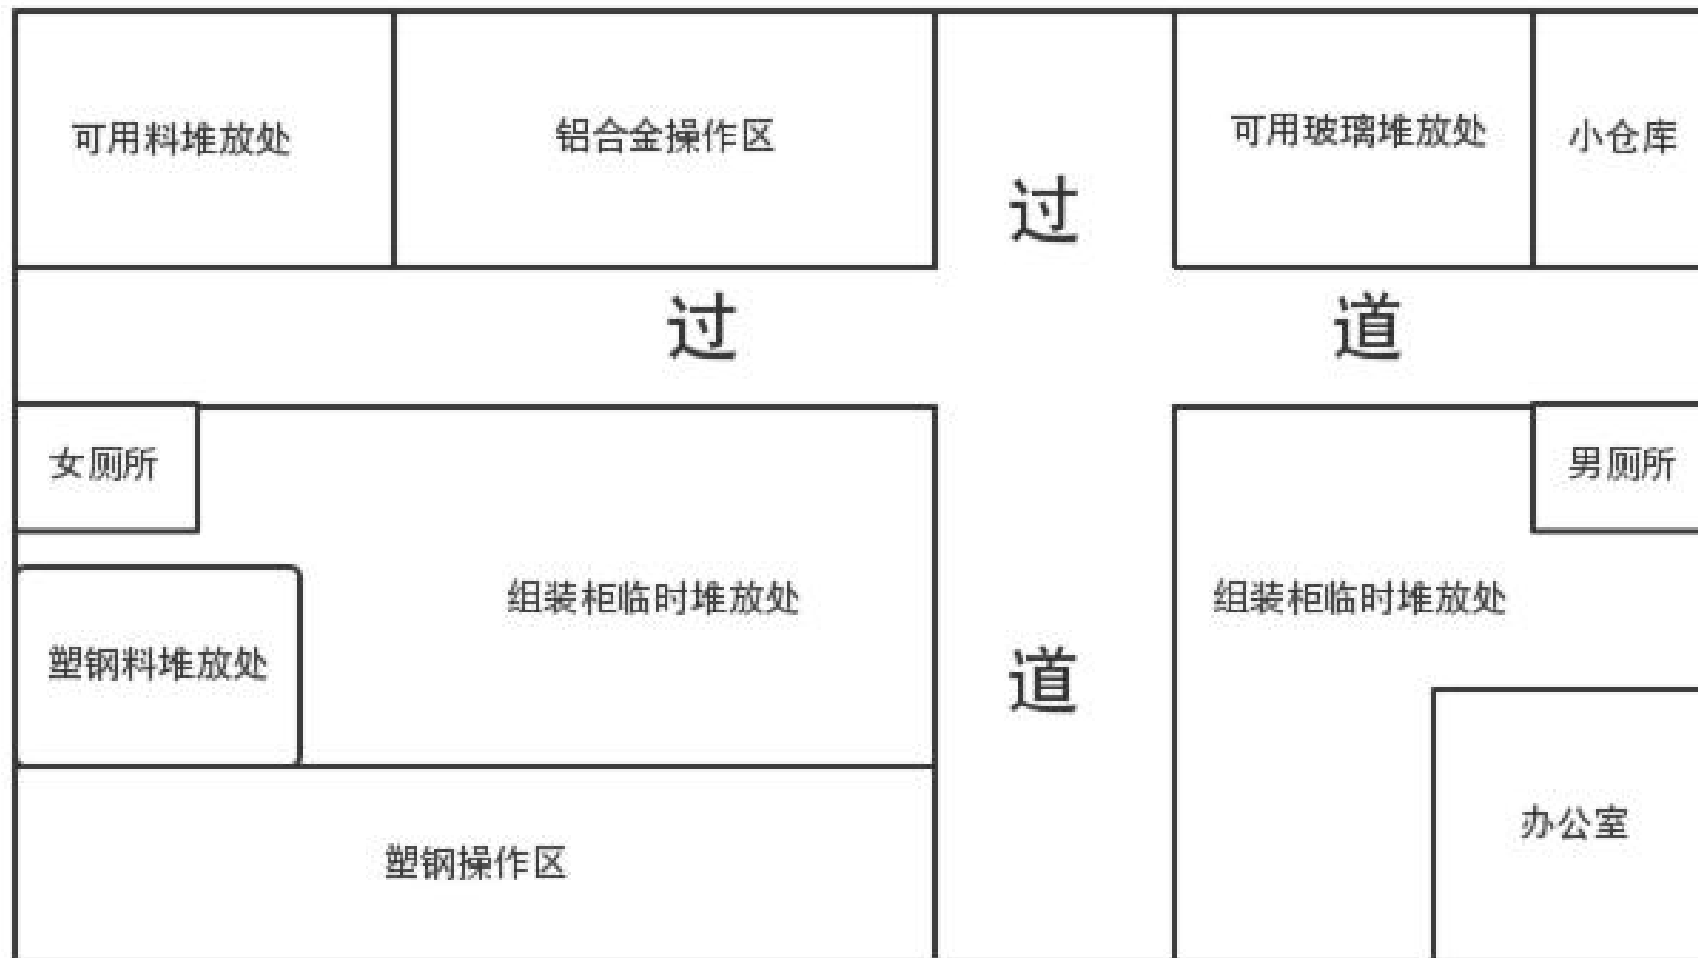 可用料堆放处
铝合金操作区
可用玻璃堆放处
小仓库
过
过
道
女厕所
男厕所
组装柜临时堆放处
组装柜临时堆放处
塑钢料堆放处
道
办公室
塑钢操作区